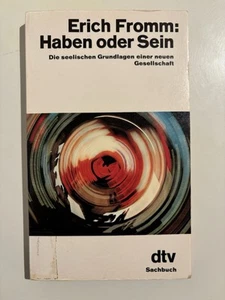 Erich Fromm:
Haben oder Sein
Die seelischen Grundlagen einer neuen
Gesellschaft
dtv
Sachbuch